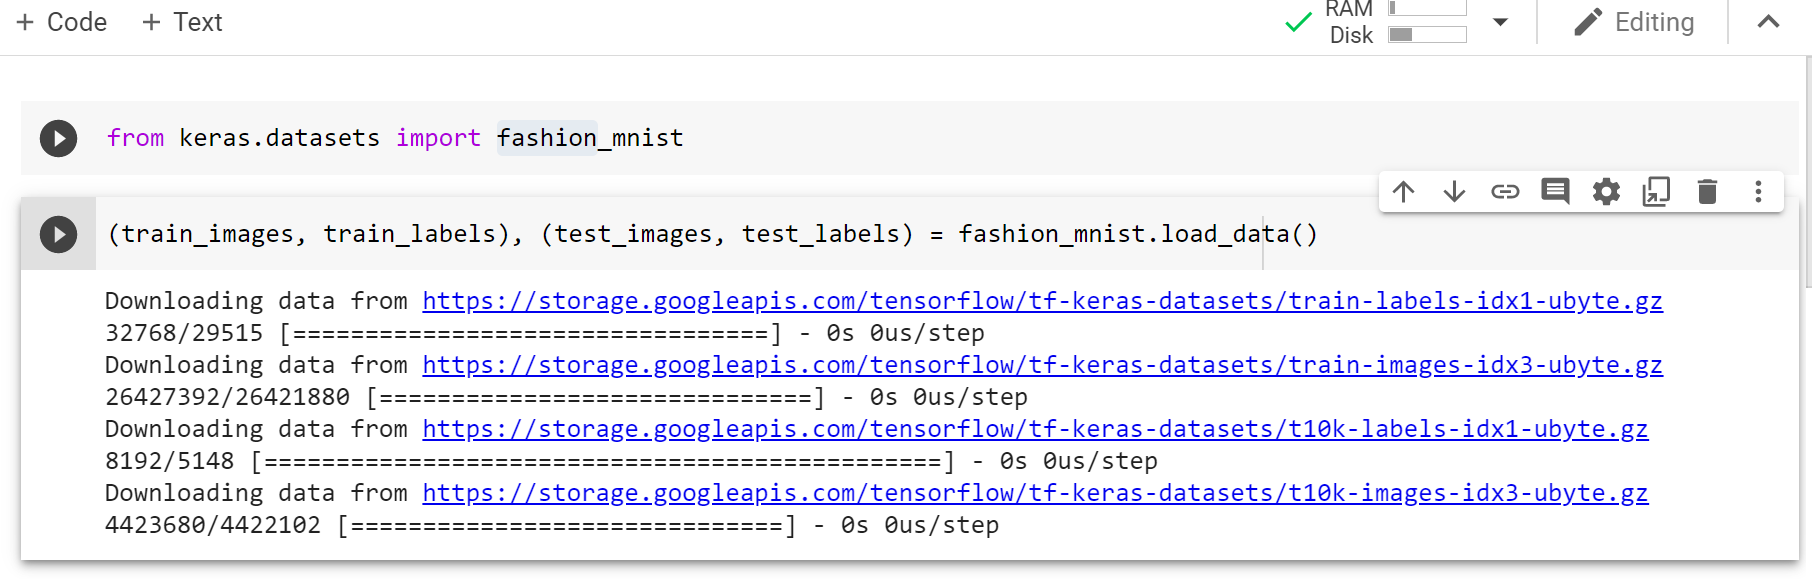 + Code + Text
RAM
Disk
Editing
from keras.datasets import fashion_mnist
(train_images, train_labels), (test_images, test_labels) = fashion_mnist.load_data()
Downloading data from https://storage.googleapis.com/tensorflow/tf-keras-datasets/train-labels-idx1-ubyte.gz
32768/29515 [=================================] - 0s 0us/step
Downloading data from https://storage.googleapis.com/tensorflow/tf-keras-datasets/train-images-idx3-ubyte.gz
26427392/26421880 [==============================] - 0s 0us/step
Downloading data from https://storage.googleapis.com/tensorflow/tf-keras-datasets/t10k-labels-idx1-ubyte.gz
8192/5148 [===============================================] - 0s 0us/step
Downloading data from https://storage.googleapis.com/tensorflow/tf-keras-datasets/t10k-images-idx3-ubyte.gz
4423680/4422102 [==============================] - 0s 0us/step